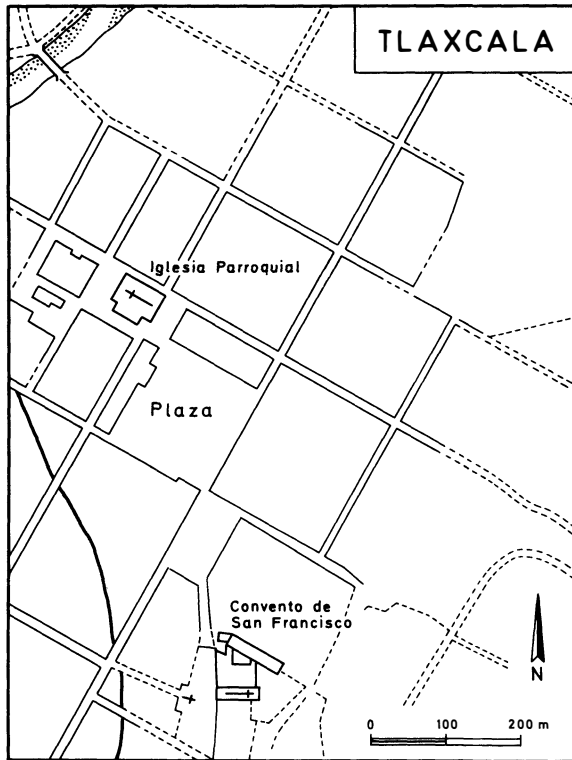 TLAXCALA
Iglesia Parroquial
Plaza
Convento de
San Francisco
N
0 100 200 m